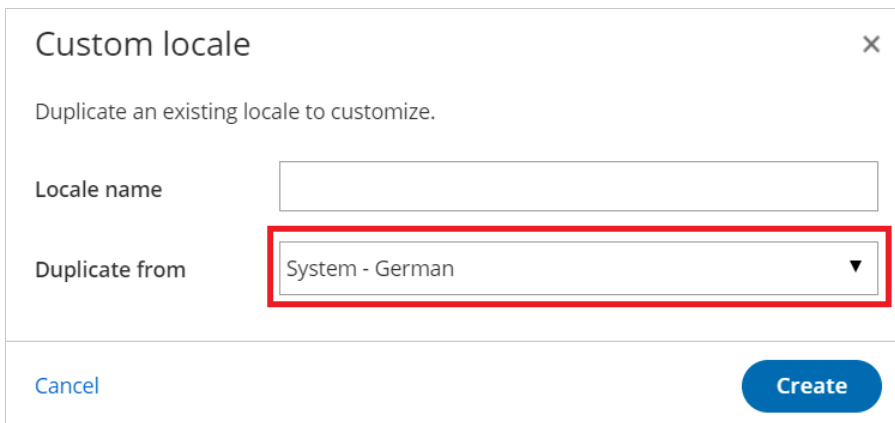 Custom locale
Duplicate an existing locale to customize.
Locale name
Duplicate from System - German
Cancel Create